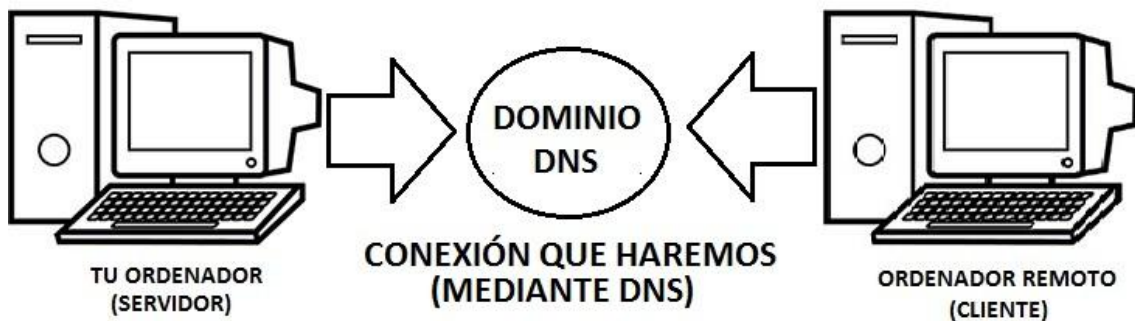 DOMINIO
DNS
CONEXIÓN QUE HAREMOS
(MEDIANTE DNS)
TU ORDENADOR
(SERVIDOR)
ORDENADOR REMOTO
(CLIENTE)